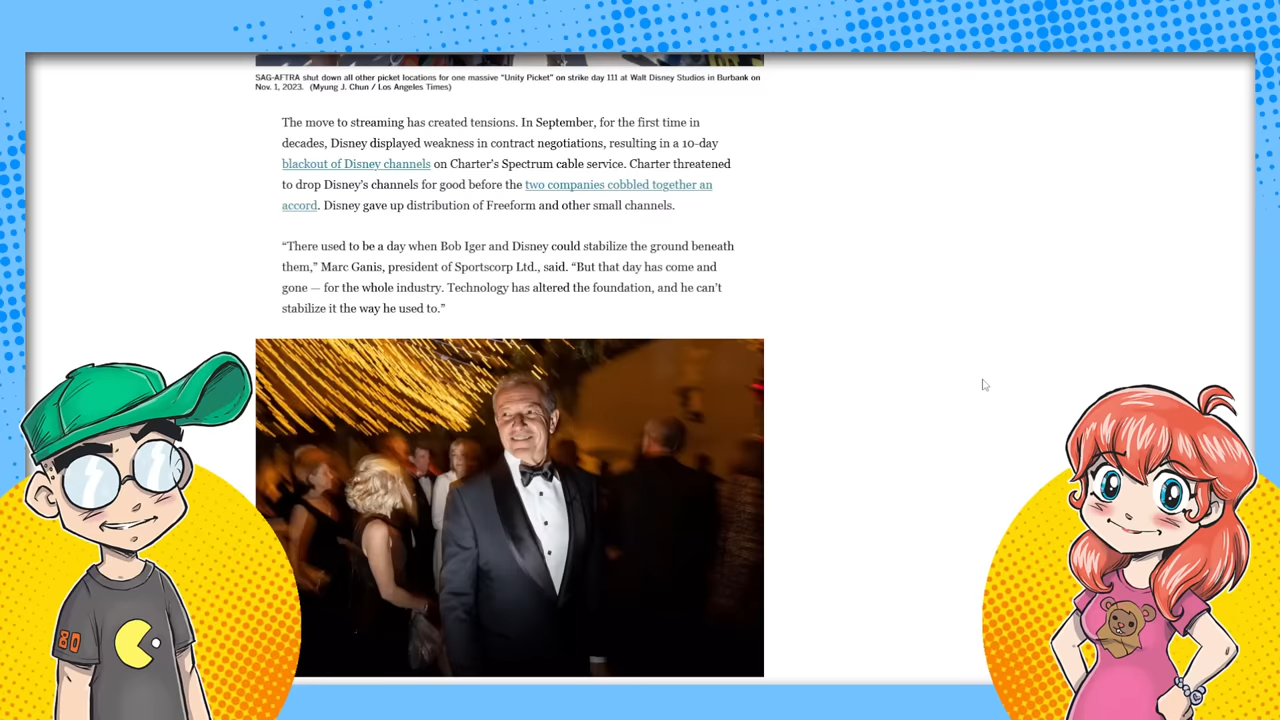 SAG-AFTRA shut down all other picket locations for one massive "Unity Picket" on strike day 111 at Walt Disney Studios in Burbank on
Nov. 1, 2023. (Myung J. Chun / Los Angeles Times)
The move to streaming has created tensions. In September, for the first time in
decades, Disney displayed weakness in contract negotiations, resulting in a 10-day
blackout of Disney channels on Charter’s Spectrum cable service. Charter threatened
to drop Disney’s channels for good before the two companies cobbled together an
accord. Disney gave up distribution of Freeform and other small channels.
“There used to be a day when Bob Iger and Disney could stabilize the ground beneath
them,” Marc Ganis, president of Sportscorp Ltd., said. “But that day has come and
gone — for the whole industry. Technology has altered the foundation, and he can’t
stabilize it the way he used to.”
80